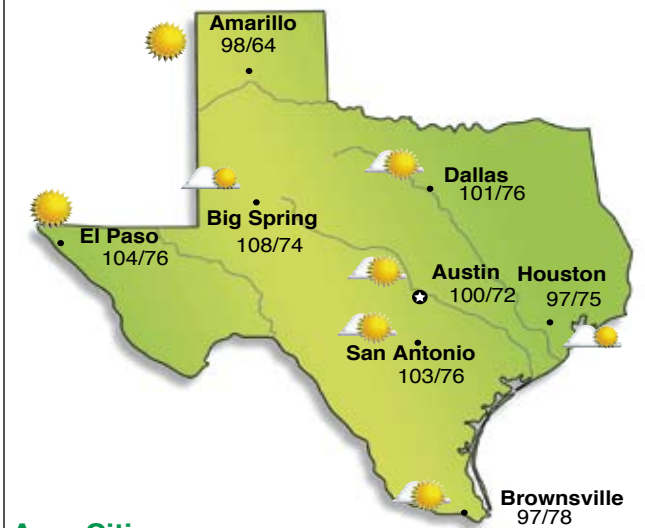 Amarillo
98/64
Dallas
101/76
Big Spring
108/74
El Paso
104/76
Austin
100/72
Houston
97/75
San Antonio
103/76
Brownsville
97/78